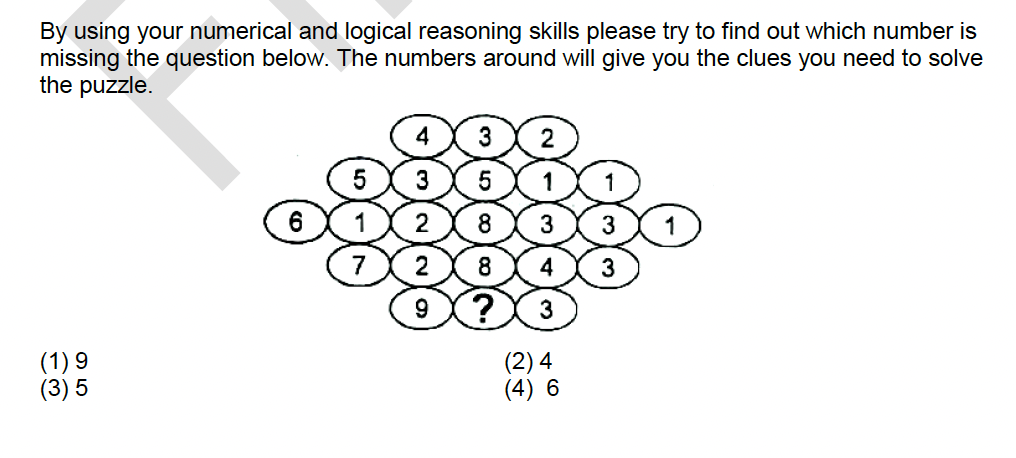 By using your numerical and logical reasoning skills please try to find out which number is
missing the question below. The numbers around will give you the clues you need to solve
the puzzle.
4 3 2
5 3 5 1 1
6 1 2 8 3 3 1
7 2 8 4 3
9 ? 3
(1) 9 (2) 4
(3) 5 (4) 6